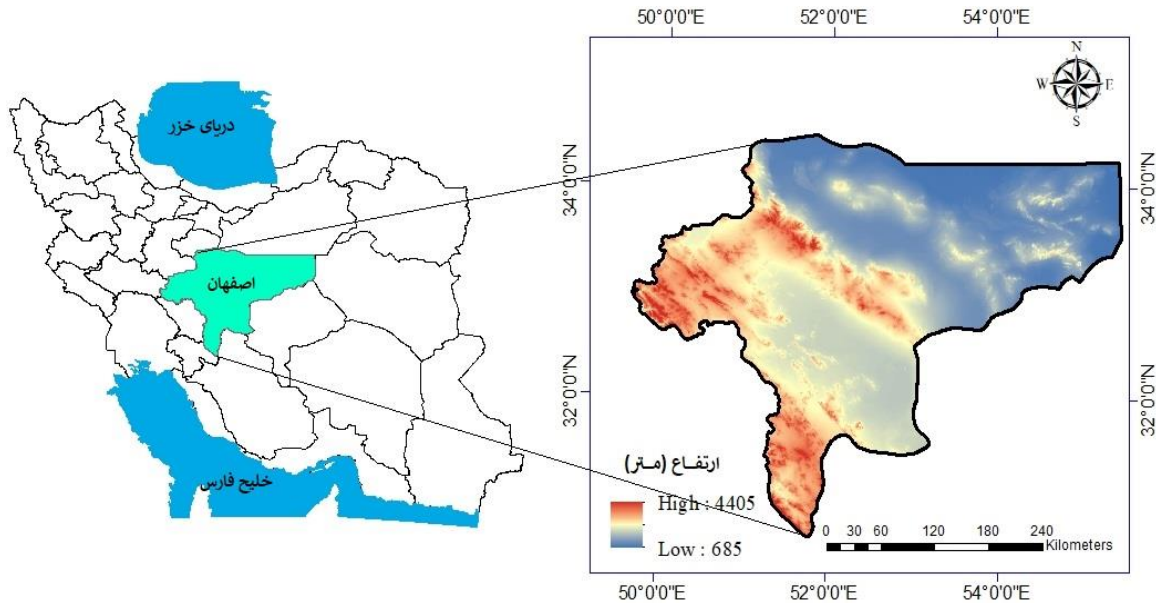 دریای خزر
اصفهان
خلیج فارس
50°0'0"E 52°0'0"E 54°0'0"E
N
W E
S
34°0'0"N 34°0'0"N
32°0'0"N 32°0'0"N
ارتفـاع (متـر)
High : 4405
Low : 685
0 30 60 120 180 240
Kilometers
50°0'0"E 52°0'0"E 54°0'0"E